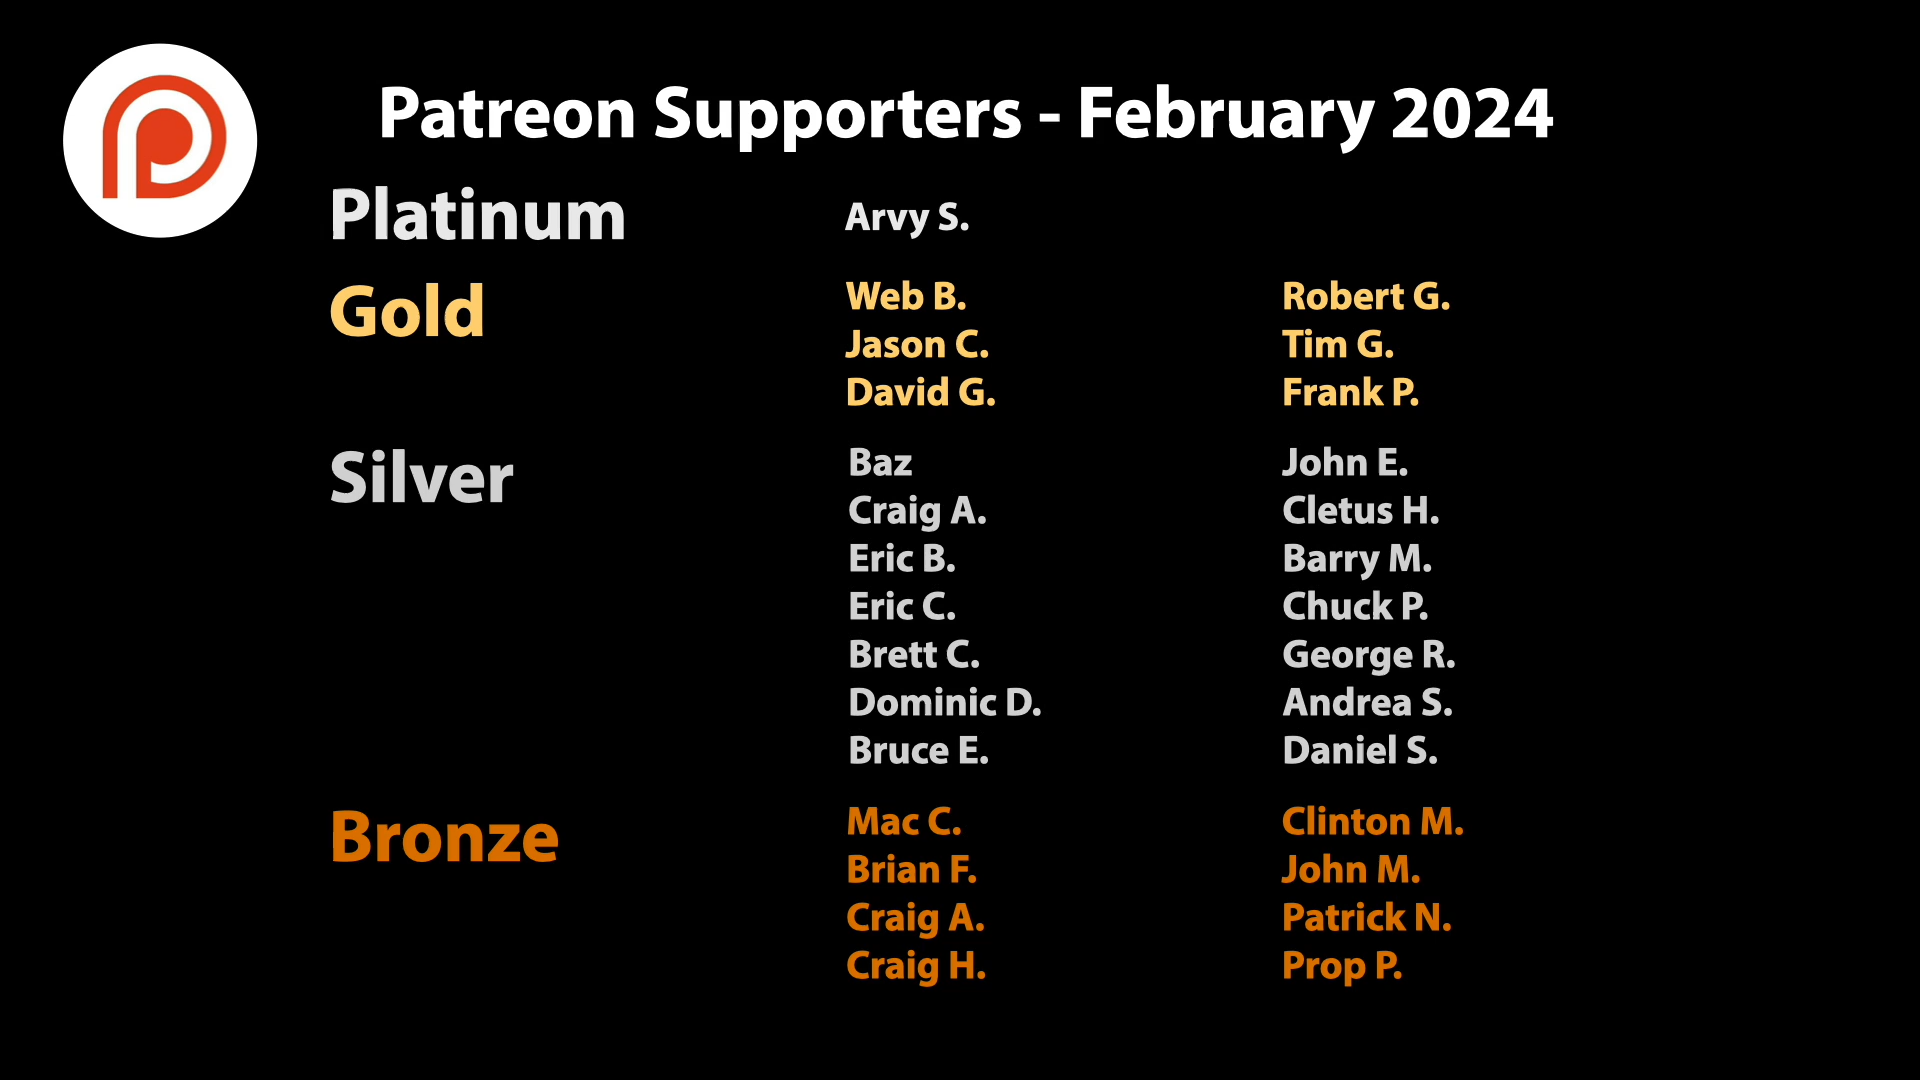 Patreon Supporters - February 2024
Platinum
Arvy S.
Gold
Web B.
Robert G.
Jason C.
Tim G.
David G.
Frank P.
Silver
Baz
John E.
Craig A.
Cletus H.
Eric B.
Barry M.
Eric C.
Chuck P.
Brett C.
George R.
Dominic D.
Andrea S.
Bruce E.
Daniel S.
Bronze
Mac C.
Clinton M.
Brian F.
John M.
Craig A.
Patrick N.
Craig H.
Prop P.